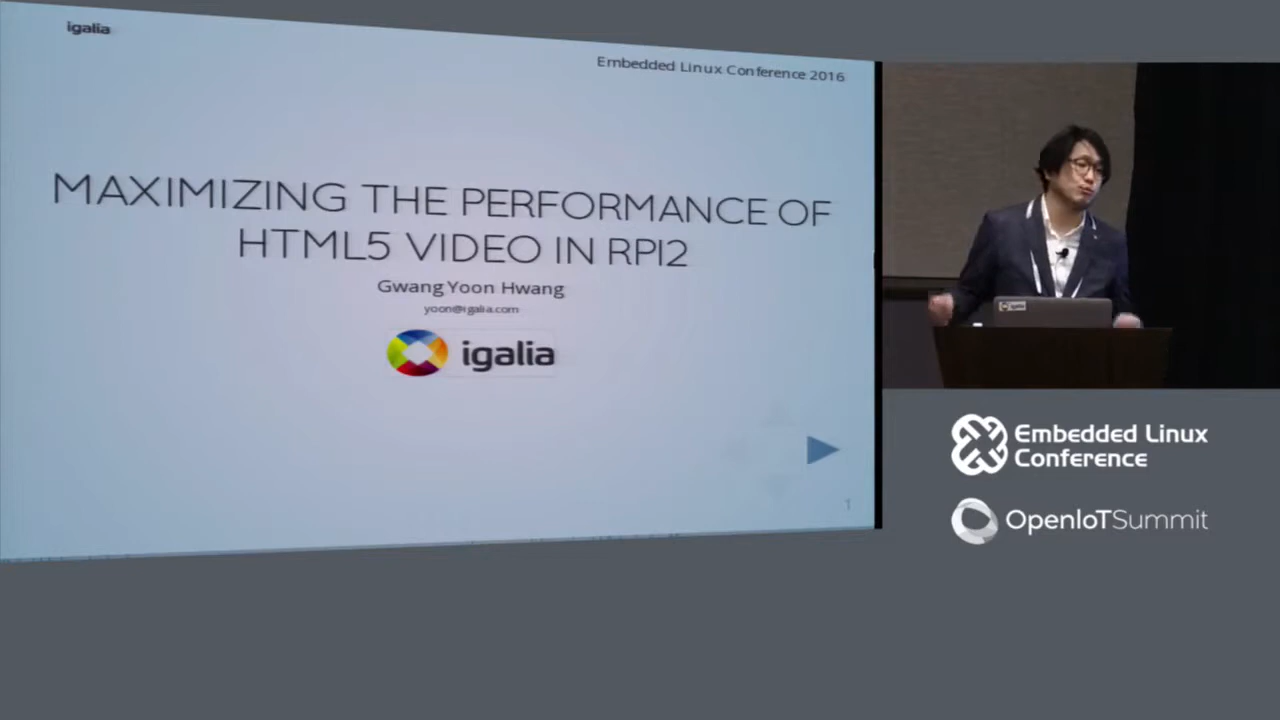 igalia
Embedded Linux Conference 2016
MAXIMIZING THE PERFORMANCE OF
HTML5 VIDEO IN RPI2
Gwang Yoon Hwang
yoon@igalia.com
igalia
1
Embedded Linux
Conference
OpenIoTSummit